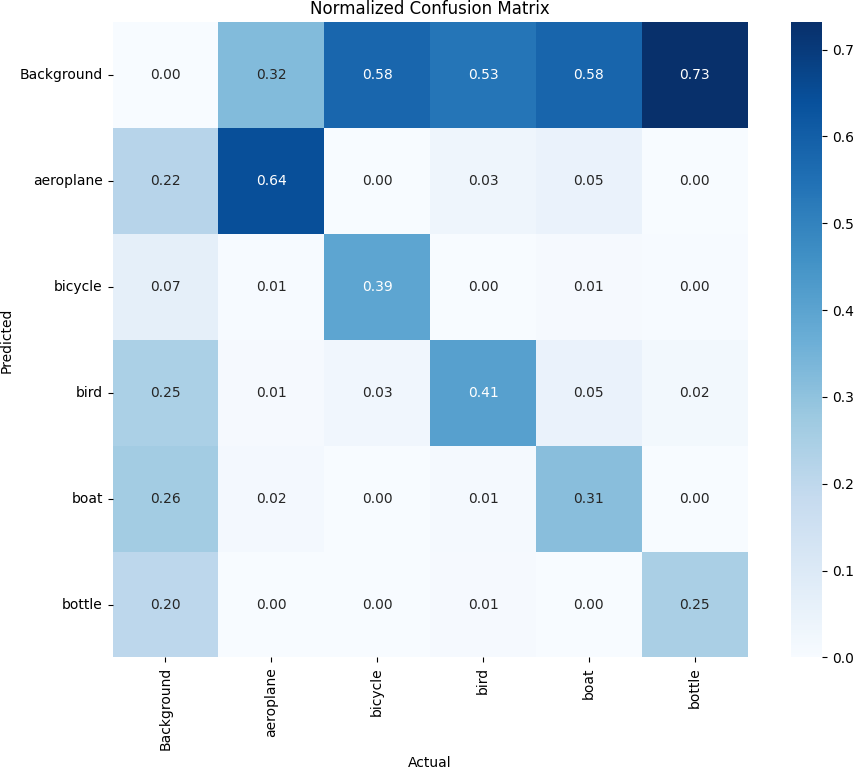 Normalized Confusion Matrix
Background 0.00 0.32 0.58 0.53 0.58 0.73
aeroplane 0.22 0.64 0.00 0.03 0.05 0.00
bicycle 0.07 0.01 0.39 0.00 0.01 0.00
bird 0.25 0.01 0.03 0.41 0.05 0.02
boat 0.26 0.02 0.00 0.01 0.31 0.00
bottle 0.20 0.00 0.00 0.01 0.00 0.25
Predicted
Background aeroplane bicycle bird boat bottle
Actual
0.7
0.6
0.5
0.4
0.3
0.2
0.1
0.0